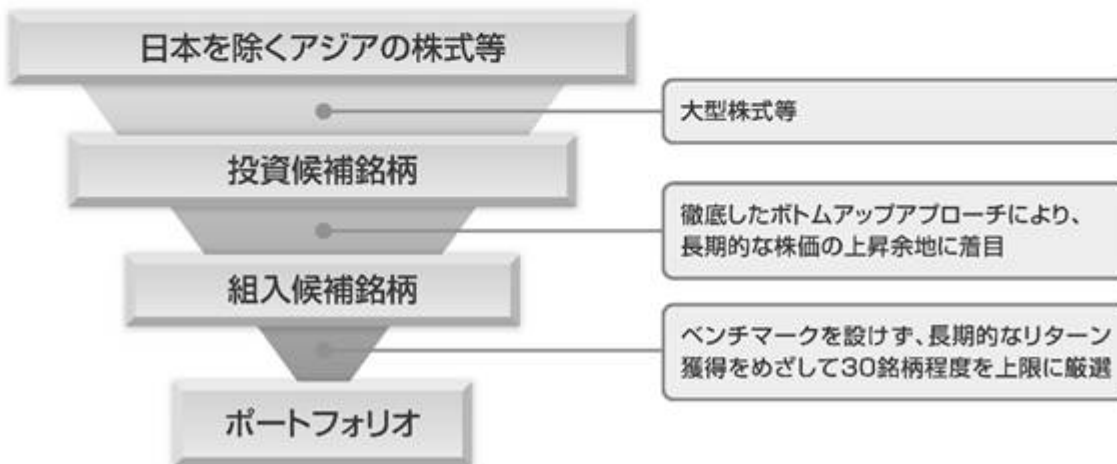 日本を除くアジアの株式等
大型株式等
投資候補銘柄
徹底したボトムアップアプローチにより、
長期的な株価の上昇余地に着目
組入候補銘柄
ベンチマークを設けず、長期的なリターン
獲得をめざして30銘柄程度を上限に厳選
ポートフォリオ